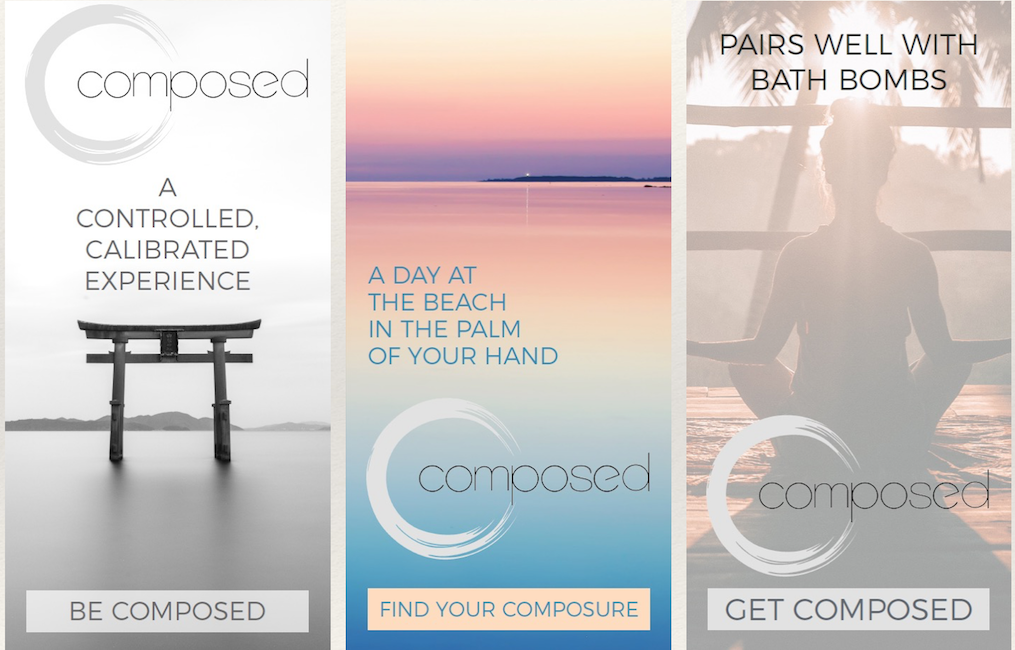 composed
A
CONTROLLED,
CALIBRATED
EXPERIENCE
BE COMPOSED
A DAY AT
THE BEACH
IN THE PALM
OF YOUR HAND
composed
FIND YOUR COMPOSURE
PAIRS WELL WITH
BATH BOMBS
composed
GET COMPOSED